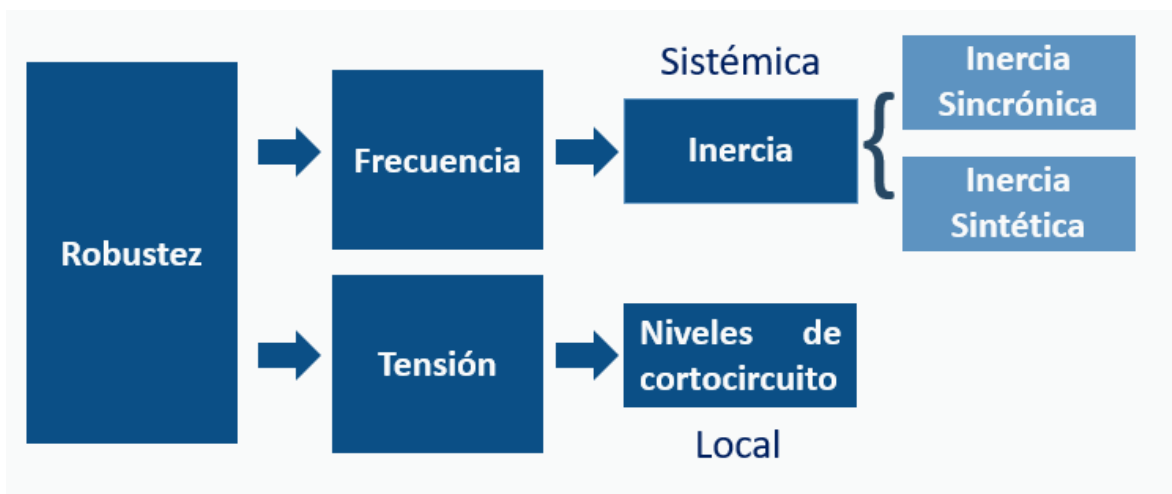 Robustez
Frecuencia
Sistémica
Inercia
Inercia
Sincrónica
Inercia
Sintética
Tensión
Niveles de
cortocircuito
Local